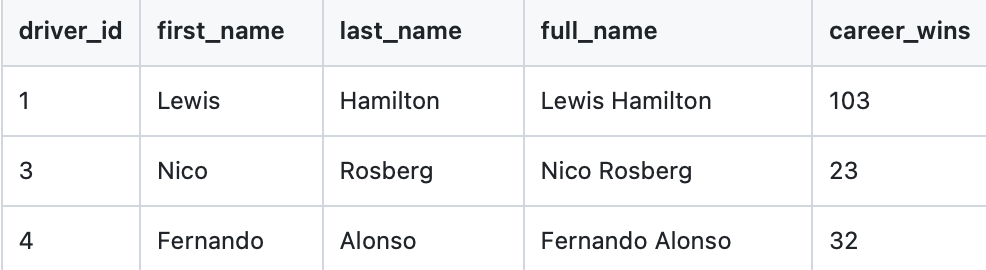 driver_id first_name last_name full_name career_wins
1 Lewis Hamilton Lewis Hamilton 103
3 Nico Rosberg Nico Rosberg 23
4 Fernando Alonso Fernando Alonso 32